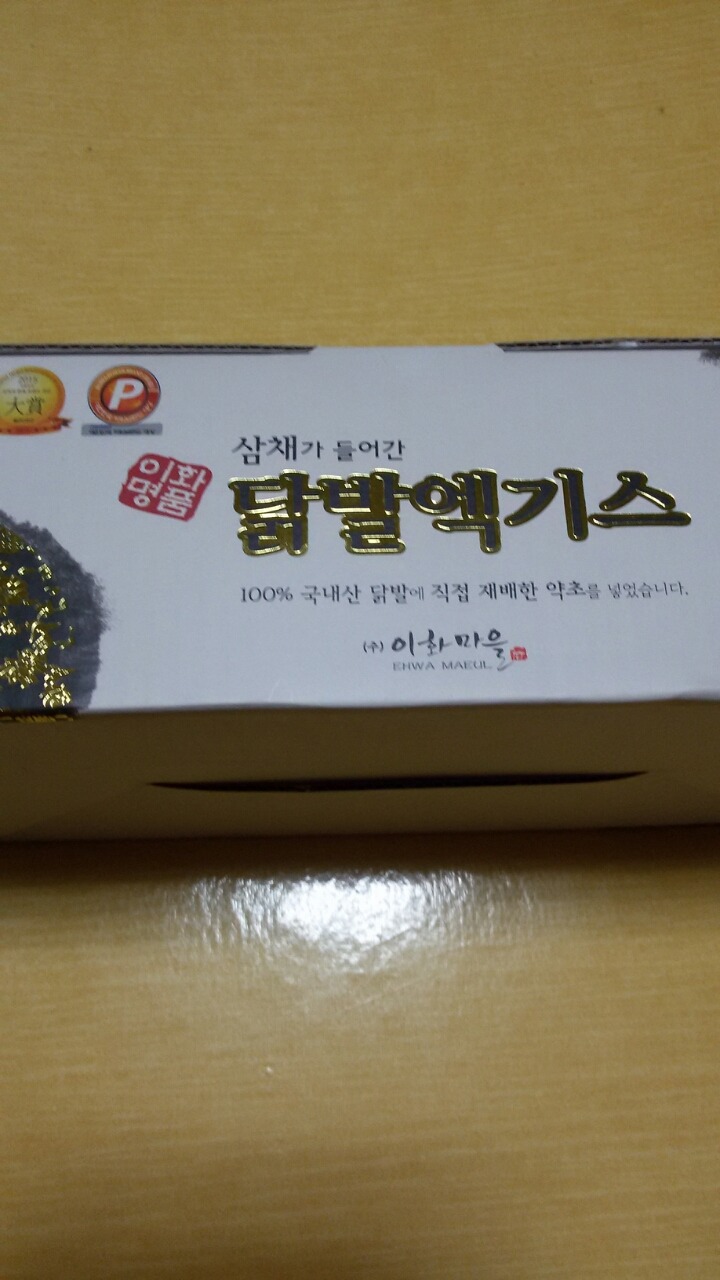 大賞
P
삼채가 들어간
이화
명품
닭발엑기스
100% 국내산 닭발에 직접 재배한 약초를 넣었습니다.
(주) 이화마을
EHWA MAEUL